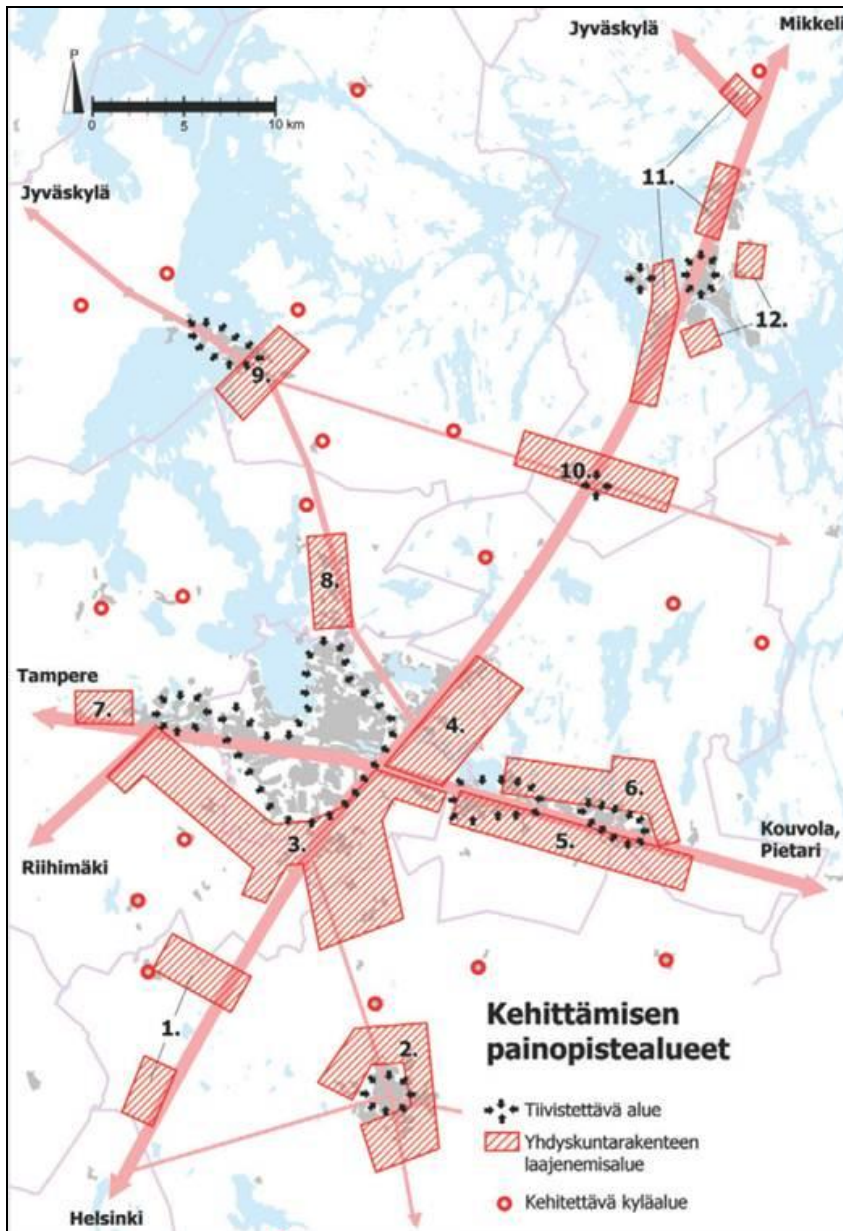 Jyväskylä
Mikkeli
P
0 5 10 km
11.
Jyväskylä
12.
9.
10.
8.
Tampere
7.
4.
6.
5.
Kouvola,
Pietari
3.
Riihimäki
1.
2.
Helsinki
Kehittämisen
painopistealueet
Tiivistettävä alue
Yhdyskuntarakenteen
laajenemisalue
Kehitettävä kyläalue